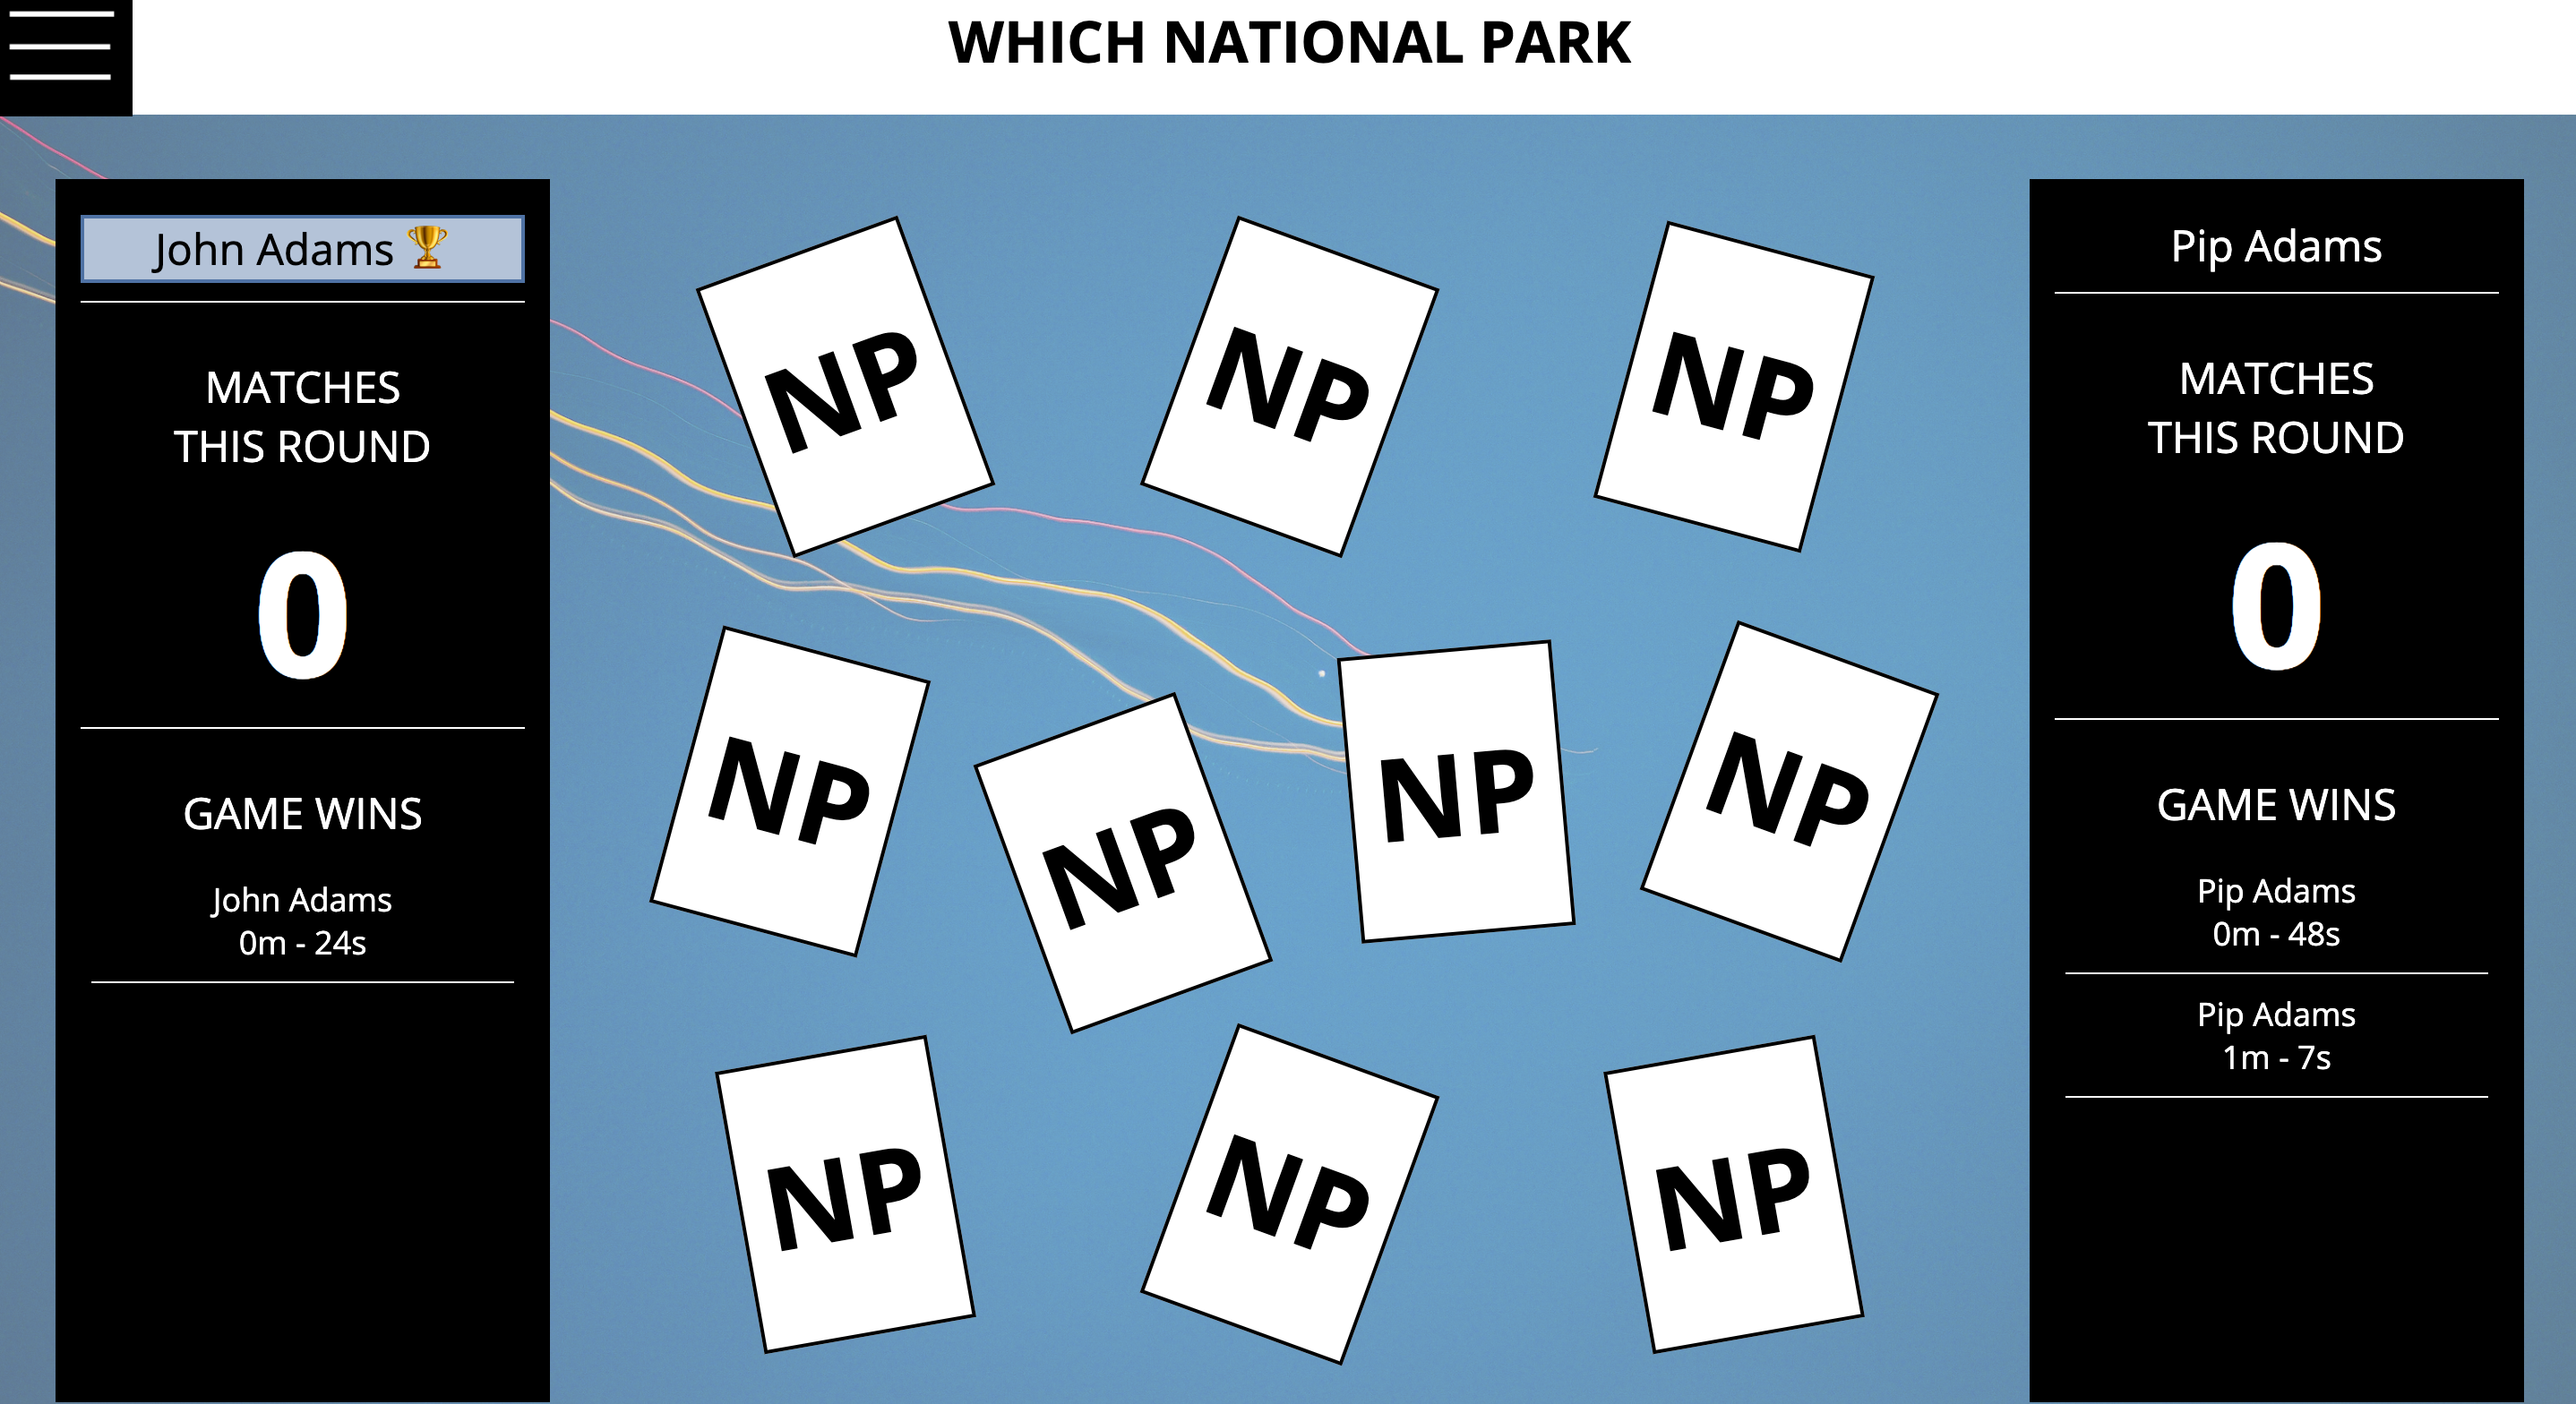 WHICH NATIONAL PARK
John Adams 🏆
MATCHES
THIS ROUND
0
GAME WINS
John Adams
0m - 24s
NP
NP
NP
NP
NP
NP
NP
NP
NP
NP
Pip Adams
MATCHES
THIS ROUND
0
GAME WINS
Pip Adams
0m - 48s
Pip Adams
1m - 7s